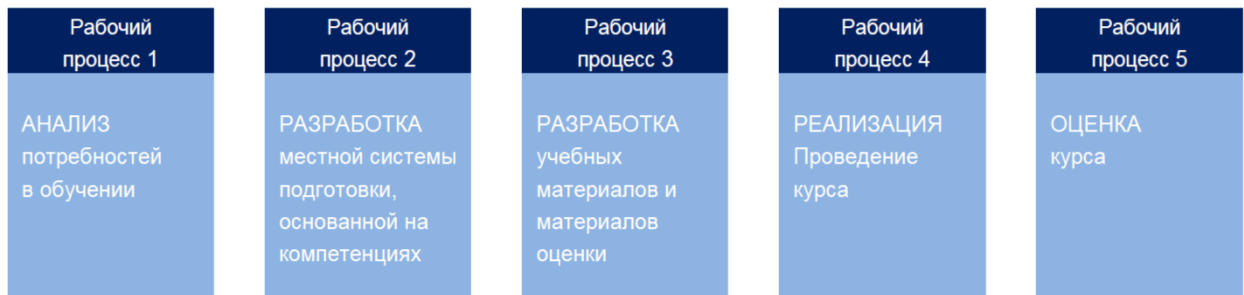 Рабочий
процесс 1
АНАЛИЗ
потребностей
в обучении
Рабочий
процесс 2
РАЗРАБОТКА
местной системы
подготовки,
основанной на
компетенциях
Рабочий
процесс 3
РАЗРАБОТКА
учебных
материалов и
материалов
оценки
Рабочий
процесс 4
РЕАЛИЗАЦИЯ
Проведение
курса
Рабочий
процесс 5
ОЦЕНКА
курса